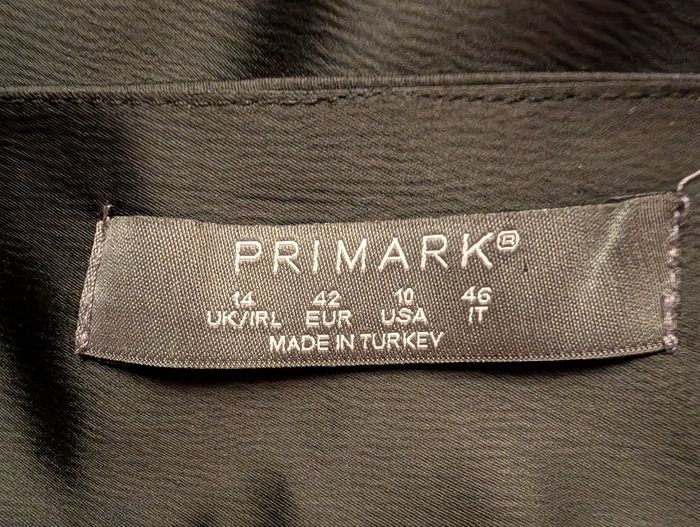 PRIMARK®
14 42 10 46
UK/IRL EUR USA IT
MADE IN TURKEY